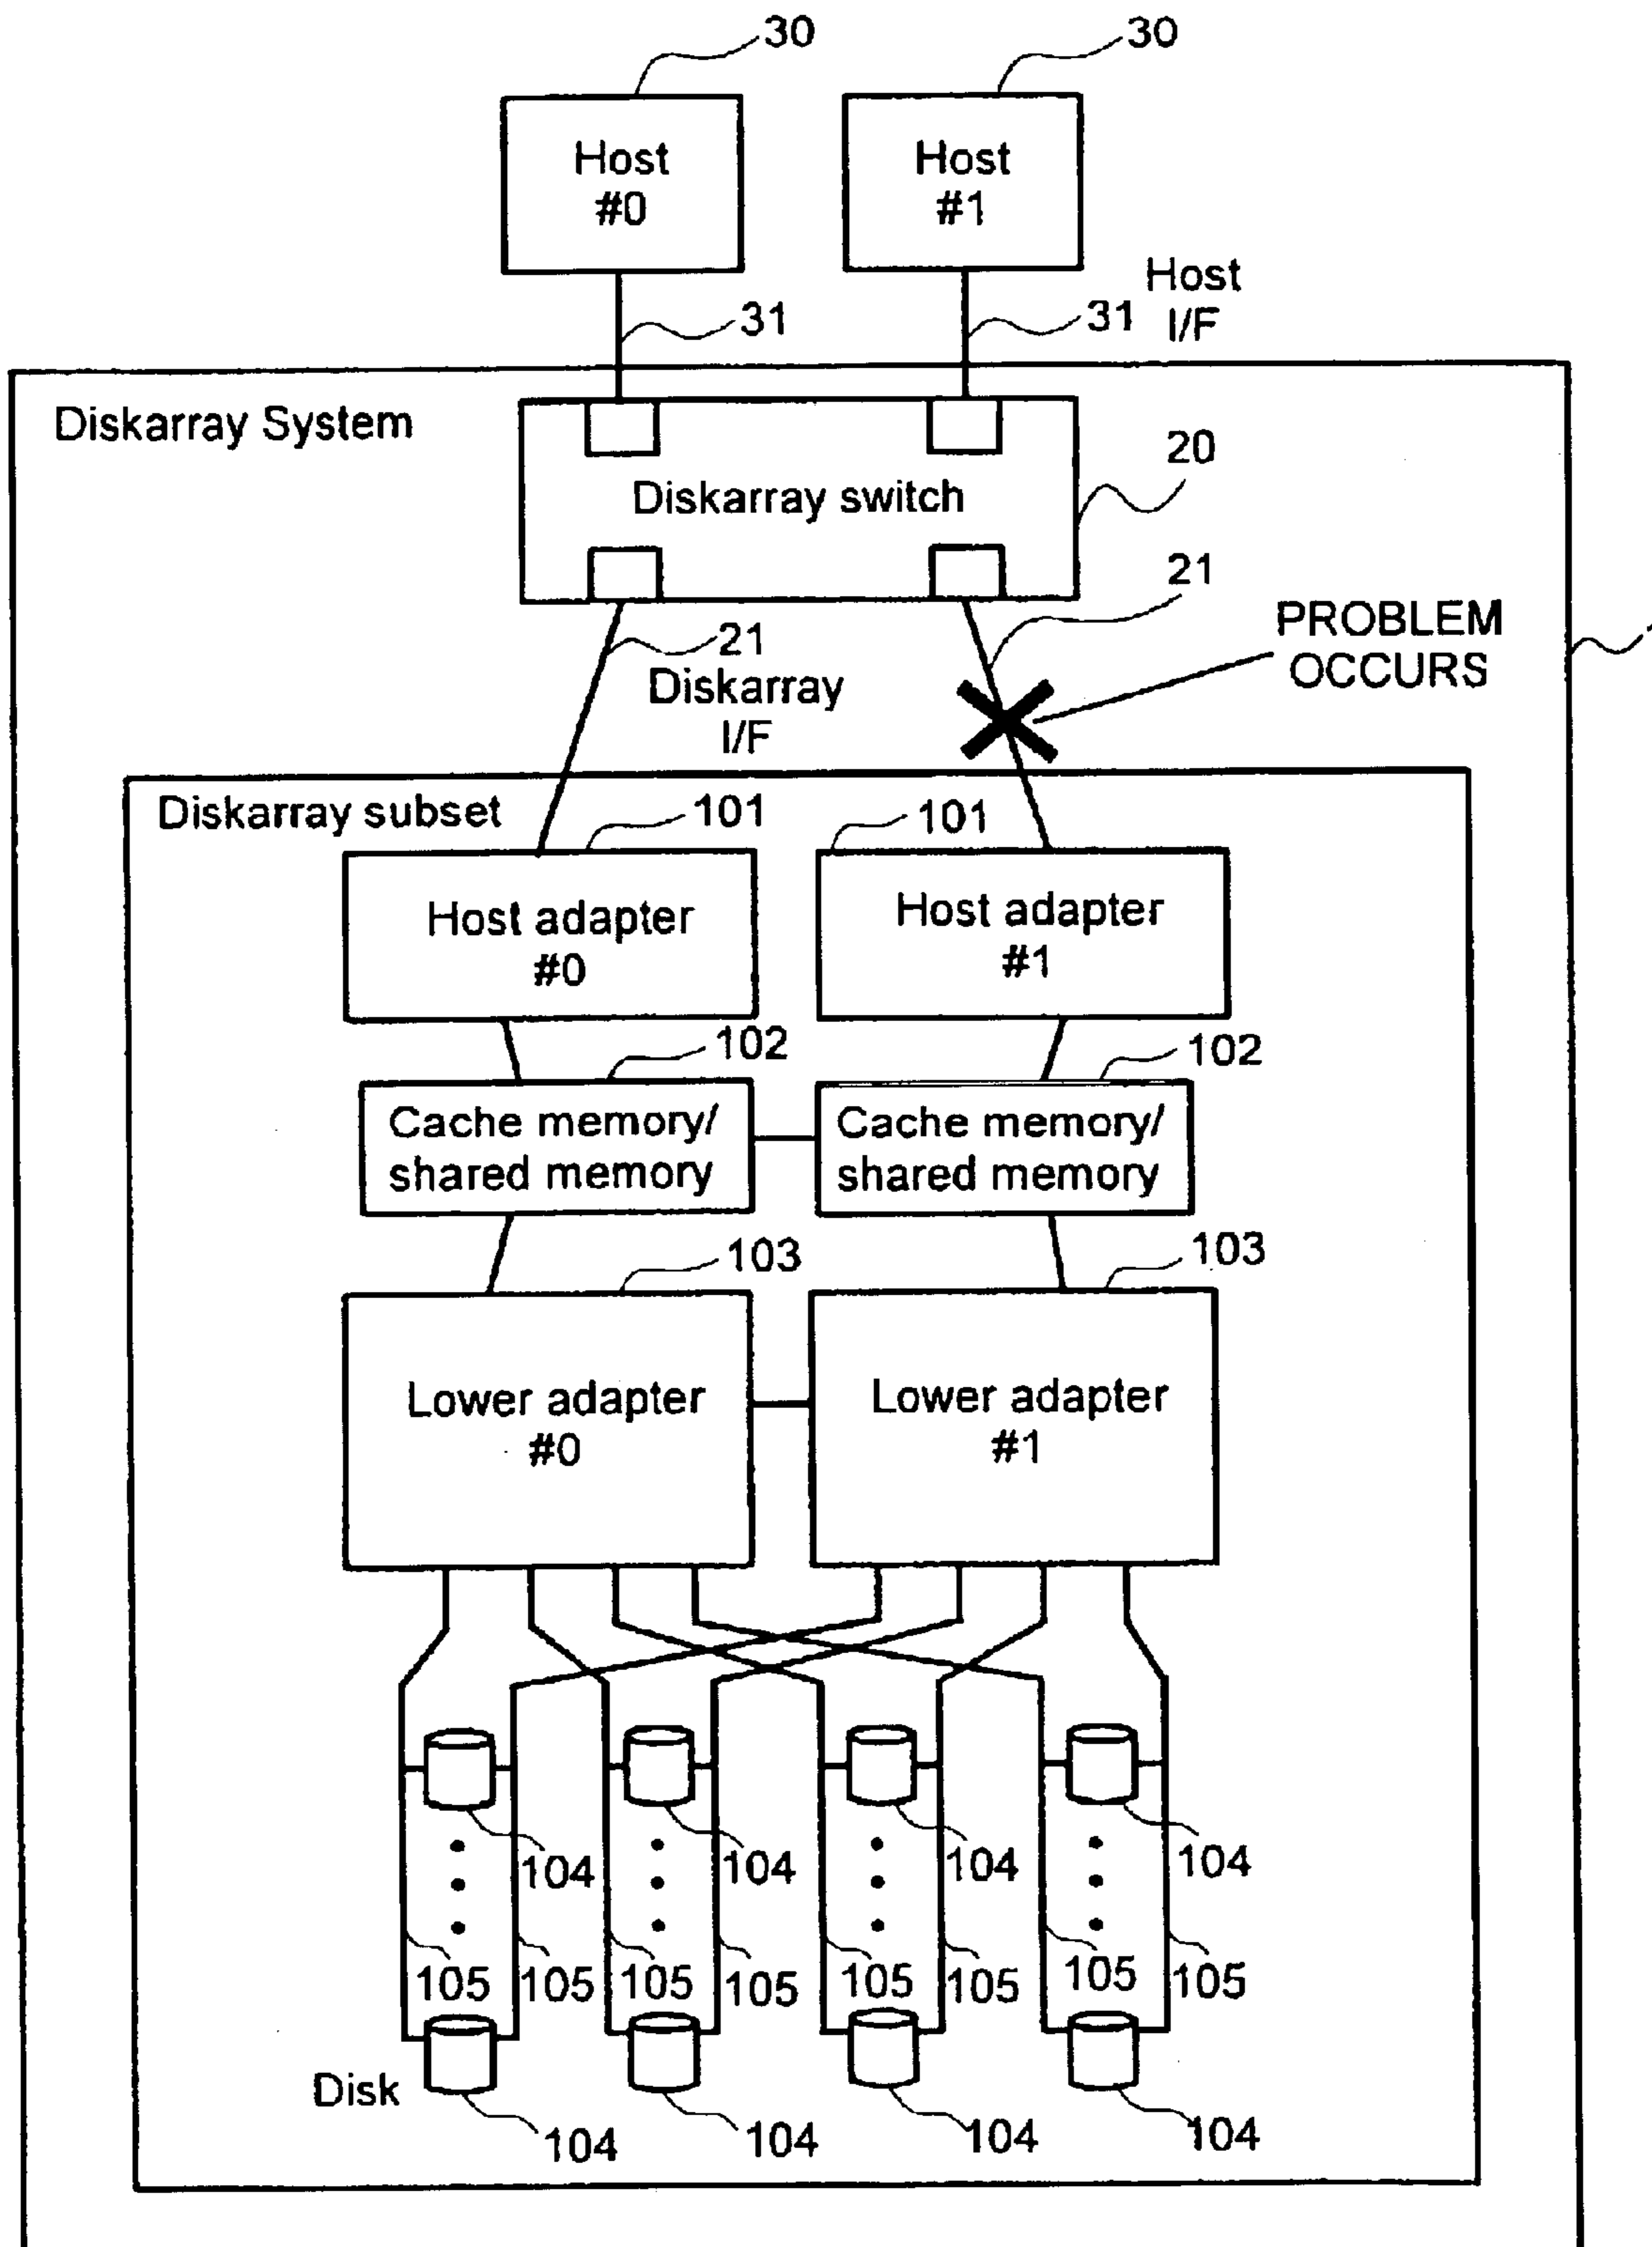 30
30
Host
#0
Host
#1
31
31
Host
I/F
Diskarray System
Diskarray switch
20
21
21
PROBLEM
OCCURS
Diskarray
I/F
Diskarray subset
101
101
Host adapter
#0
Host adapter
#1
102
102
Cache memory/
shared memory
Cache memory/
shared memory
103
103
Lower adapter
#0
Lower adapter
#1
104
104
104
104
105
105
105
105
105
105
105
105
Disk
104
104
104
104